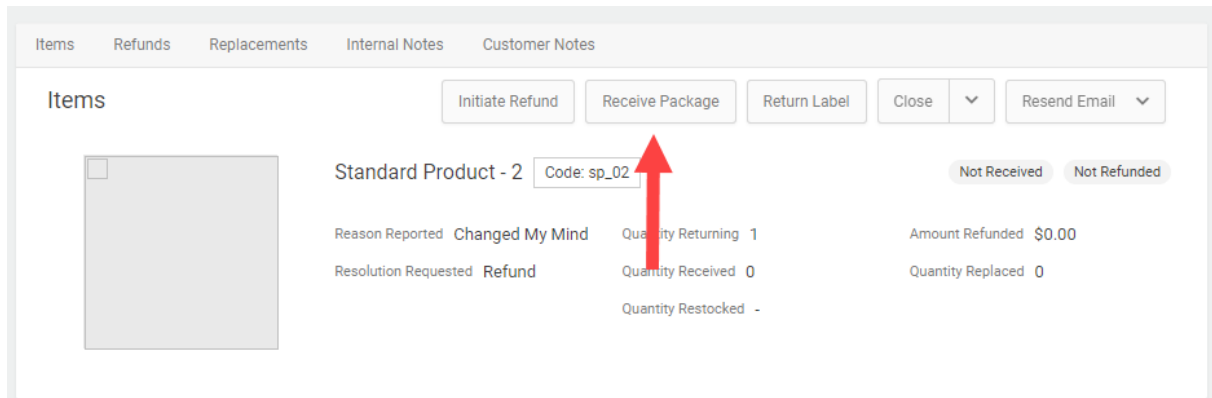 Items Refunds Replacements Internal Notes Customer Notes
Items Initiate Refund Receive Package Return Label Close Resend Email
Standard Product - 2 Code: sp_02 Not Received Not Refunded
Reason Reported Changed My Mind Quantity Returning 1 Amount Refunded $0.00
Resolution Requested Refund Quantity Received 0 Quantity Replaced 0
Quantity Restocked -